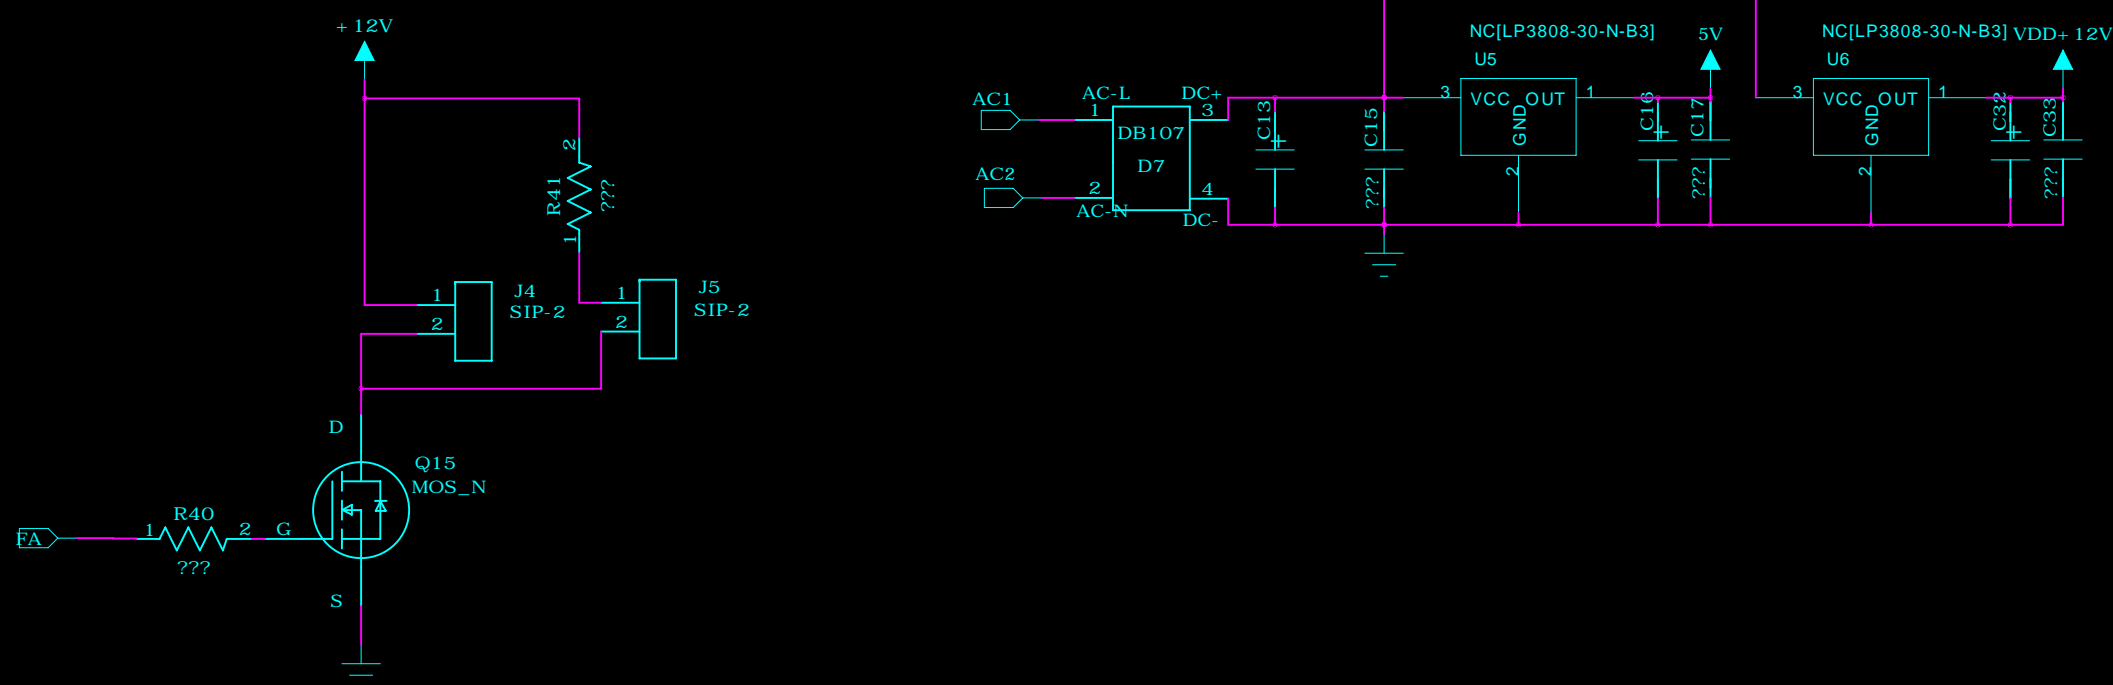 +12V
2
R41
???
1
1
2
J4
SIP-2
1
2
J5
SIP-2
D
Q15
MOS_N
FA
1
R40
2
G
???
S
AC1
AC-L
1
DC+
3
DB107
D7
AC2
2
AC-N
4
DC-
C13
+
C15
???
NC[LP3808-30-N-B3]
U5
3
VCC OUT
GND
1
2
5V
C16
+
C17
???
NC[LP3808-30-N-B3]
U6
3
VCC OUT
GND
1
2
VDD+12V
C32
+
C33
???